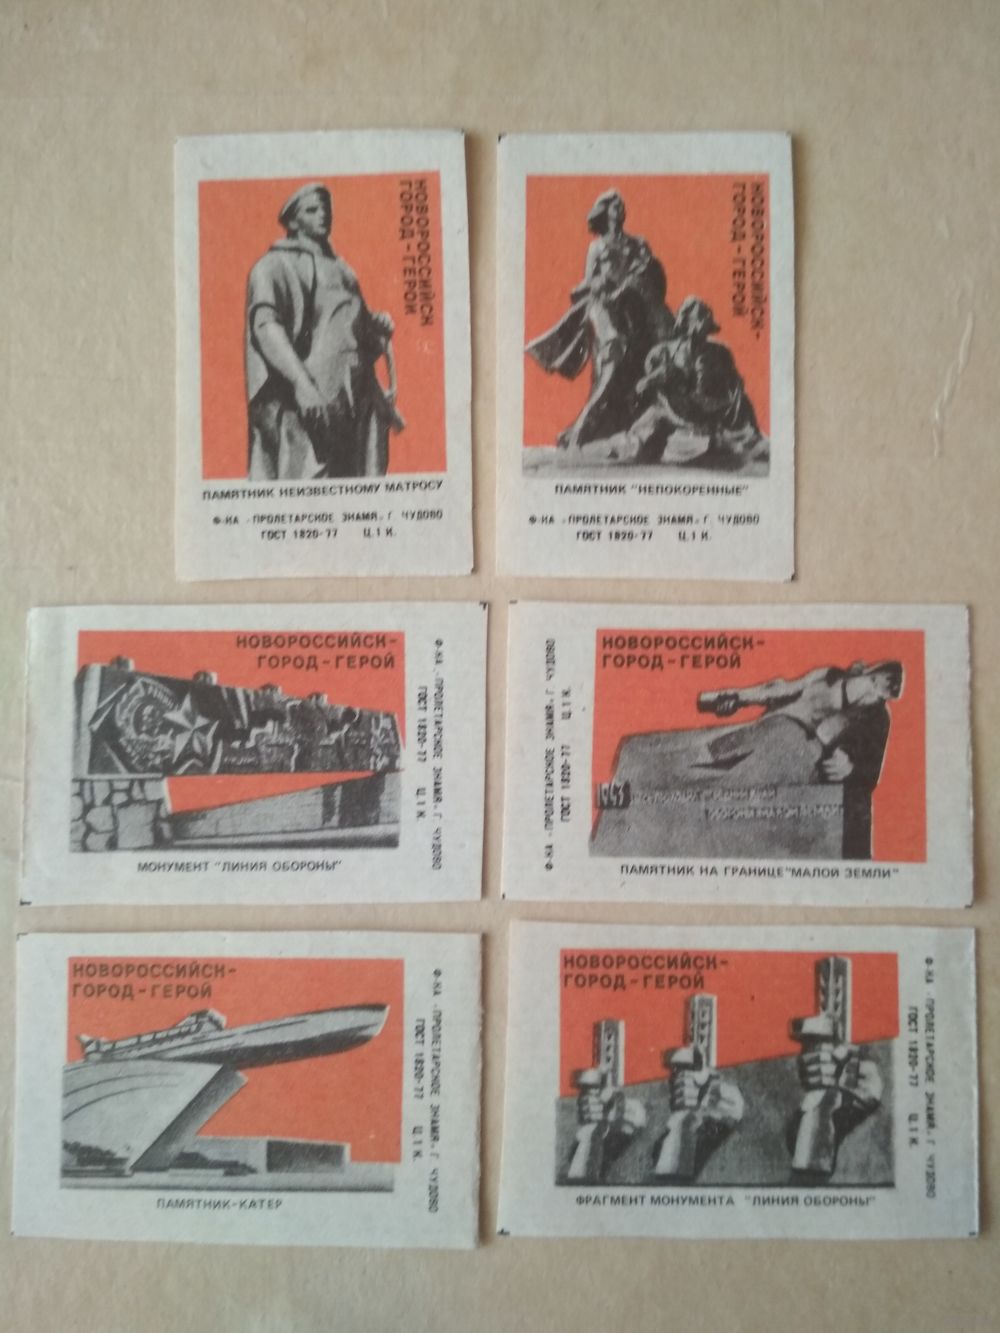 НОВОРОССИЙСК
ГОРОД-ГЕРОЙ
ПАМЯТНИК НЕИЗВЕСТНОМУ МАТРОСУ
Ф-КА «ПРОЛЕТАРСКОЕ ЗНАМЯ» Г. ЧУДОВО
ГОСТ 1820-77 Ц.1 К.
НОВОРОССИЙСК-
ГОРОД-ГЕРОЙ
ПАМЯТНИК "НЕПОКОРЕННЫЕ"
Ф-КА «ПРОЛЕТАРСКОЕ ЗНАМЯ» Г. ЧУДОВО
ГОСТ 1820-77 Ц.1 К.
НОВОРОССИЙСК-
ГОРОД-ГЕРОЙ
МОНУМЕНТ "ЛИНИЯ ОБОРОНЫ"
Ф-КА «ПРОЛЕТАРСКОЕ ЗНАМЯ» Г. ЧУДОВО
ГОСТ 1820-77 Ц.1 К.
НОВОРОССИЙСК-
ГОРОД-ГЕРОЙ
1943
ПАМЯТНИК НА ГРАНИЦЕ "МАЛОЙ ЗЕМЛИ"
Ф-КА «ПРОЛЕТАРСКОЕ ЗНАМЯ» Г. ЧУДОВО
ГОСТ 1820-77 Ц.1 К.
НОВОРОССИЙСК-
ГОРОД-ГЕРОЙ
ПАМЯТНИК-КАТЕР
Ф-КА «ПРОЛЕТАРСКОЕ ЗНАМЯ» Г. ЧУДОВО
ГОСТ 1820-77 Ц.1 К.
НОВОРОССИЙСК-
ГОРОД-ГЕРОЙ
ФРАГМЕНТ МОНУМЕНТА "ЛИНИЯ ОБОРОНЫ"
Ф-КА «ПРОЛЕТАРСКОЕ ЗНАМЯ» Г. ЧУДОВО
ГОСТ 1820-77 Ц.1 К.